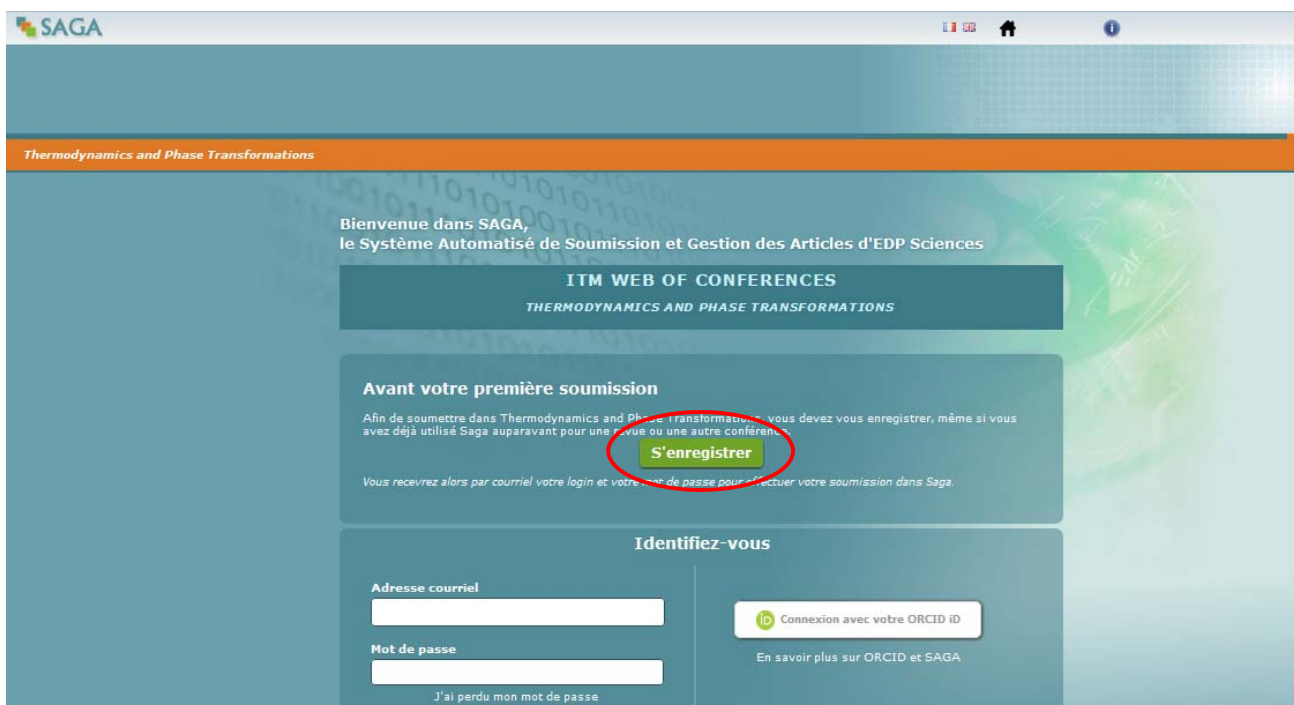 SAGA
Thermodynamics and Phase Transformations
Bienvenue dans SAGA,
le Système Automatisé de Soumission et Gestion des Articles d'EDP Sciences
ITM WEB OF CONFERENCES
THERMODYNAMICS AND PHASE TRANSFORMATIONS
Avant votre première soumission
Afin de soumettre dans Thermodynamics and Phase Transformations, vous devez vous enregistrer, même si vous
avez déjà utilisé Saga auparavant pour une revue ou une autre conférence.
S'enregistrer
Vous recevrez alors par courriel votre login et votre mot de passe pour effectuer votre soumission dans Saga.
Identifiez-vous
Adresse courriel
Mot de passe
J'ai perdu mon mot de passe
iD Connexion avec votre ORCID iD
En savoir plus sur ORCID et SAGA